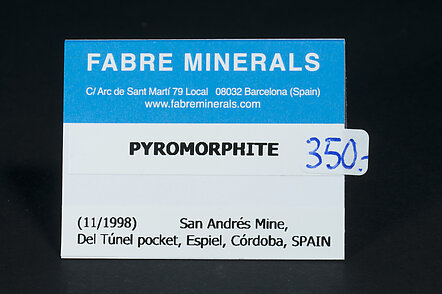 FABRE MINERALS
C/ Arc de Sant Martí 79 Local 08032 Barcelona (Spain)
www.fabreminerals.com
PYROMORPHITE 350.-
(11/1998) San Andrés Mine,
Del Túnel pocket, Espiel, Córdoba, SPAIN